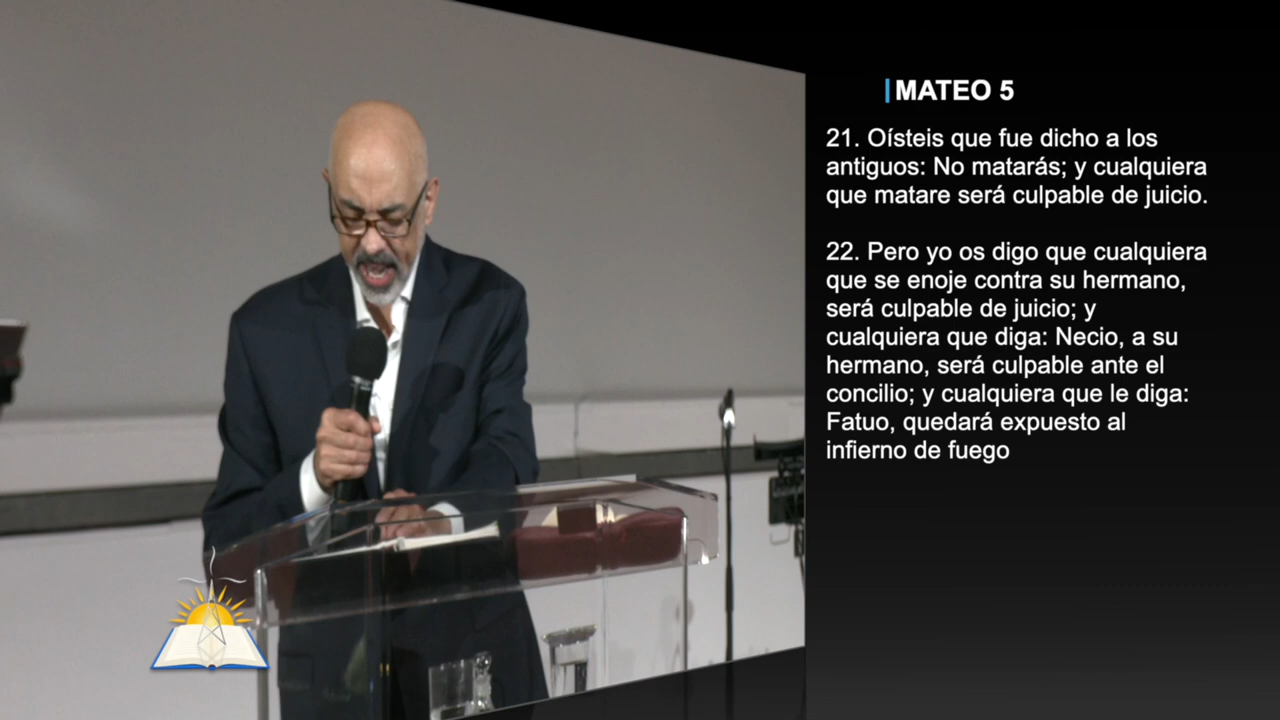 MATEO 5
21. Oísteis que fue dicho a los
antiguos: No matarás; y cualquiera
que matare será culpable de juicio.
22. Pero yo os digo que cualquiera
que se enoje contra su hermano,
será culpable de juicio; y
cualquiera que diga: Necio, a su
hermano, será culpable ante el
concilio; y cualquiera que le diga:
Fatuo, quedará expuesto al
infierno de fuego